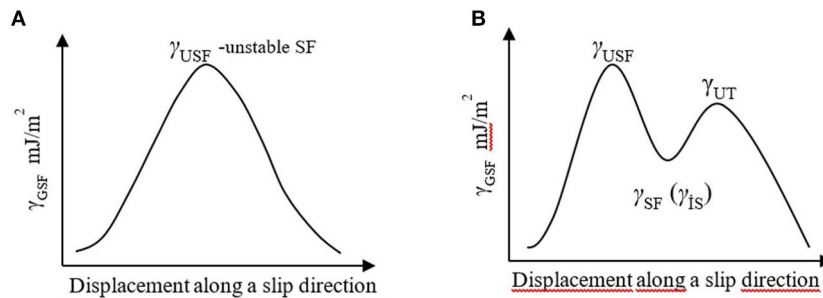 A
γUSF -unstable SF
γGSF mJ/m²
Displacement along a slip direction
B
γUSF
γUT
γSF (γİS)
γGSF mJ/m²
Displacement along a slip direction